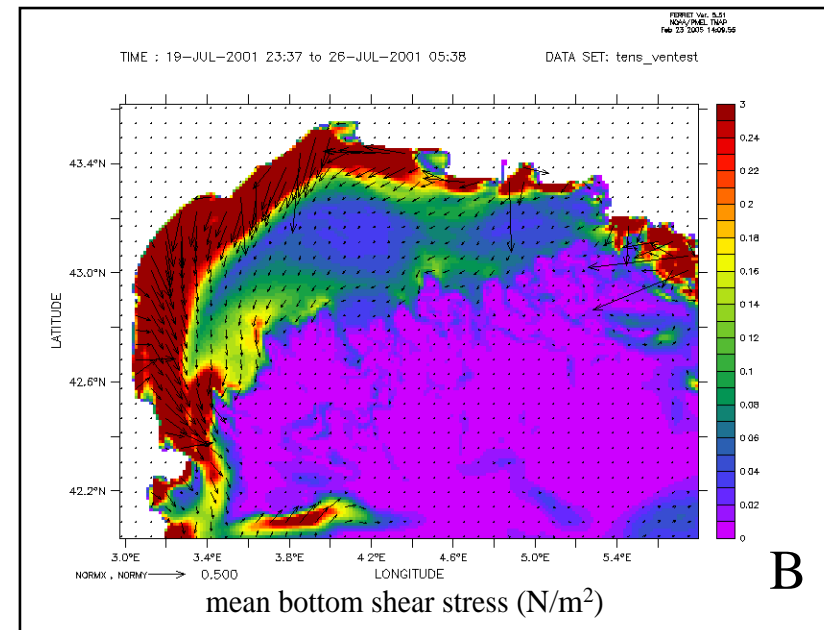 FERRET Ver. 5.51
NOAA/PMEL TMAP
Feb 23 2005 14:09:55
TIME : 19-JUL-2001 23:37 to 26-JUL-2001 05:38 DATA SET: tens_ventest
43.4°N
43.0°N
42.6°N
42.2°N
LATITUDE
3.0°E 3.4°E 3.8°E 4.2°E 4.6°E 5.0°E 5.4°E
LONGITUDE
NORMX , NORMY 0.500
3
0.24
0.22
0.2
0.18
0.16
0.14
0.12
0.1
0.08
0.06
0.04
0.02
0
mean bottom shear stress (N/m²)
B